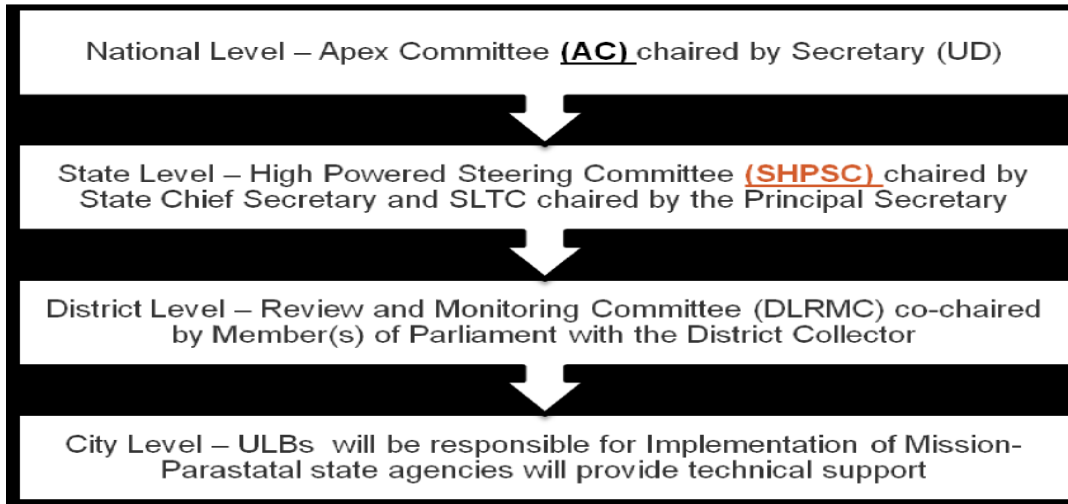 National Level – Apex Committee (AC) chaired by Secretary (UD)
State Level – High Powered Steering Committee (SHPSC) chaired by
State Chief Secretary and SLTC chaired by the Principal Secretary
District Level – Review and Monitoring Committee (DLRMC) co-chaired
by Member(s) of Parliament with the District Collector
City Level – ULBs will be responsible for Implementation of Mission-
Parastatal state agencies will provide technical support